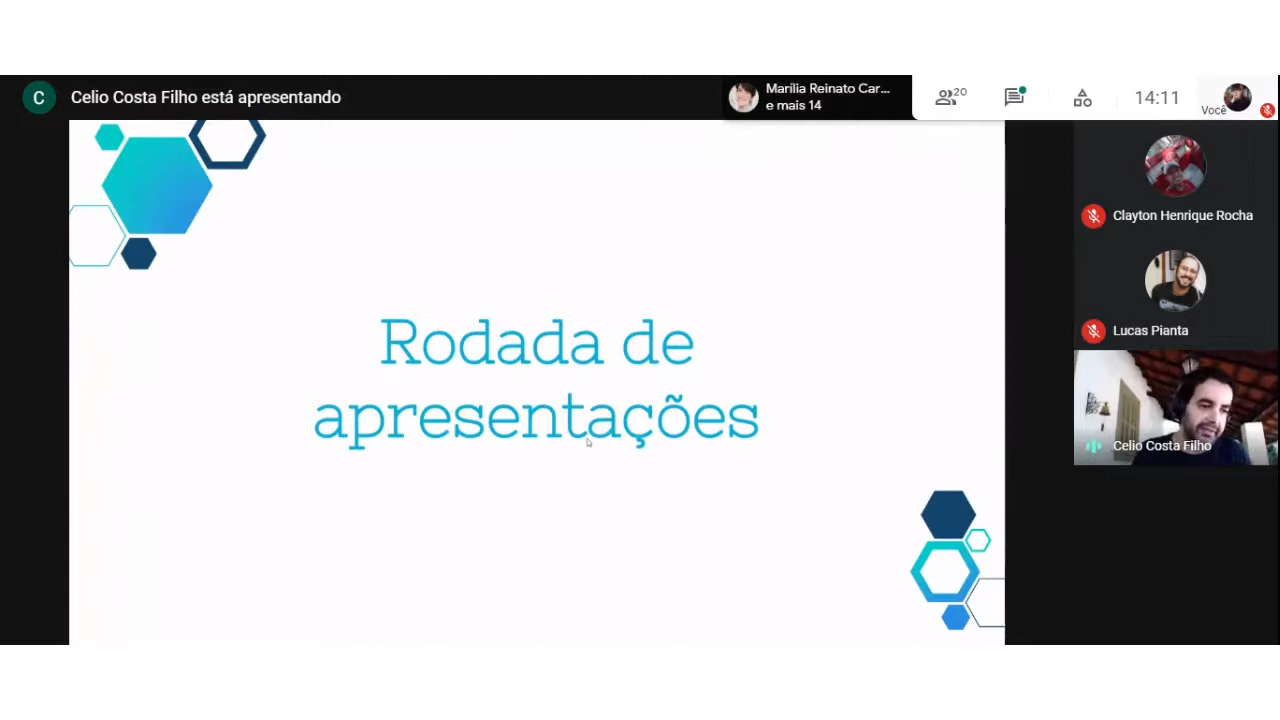 C
Celio Costa Filho está apresentando
Marília Reinato Car...
e mais 14
20
14:11
Você
Rodada de
apresentações
Clayton Henrique Rocha
Lucas Pianta
Celio Costa Filho